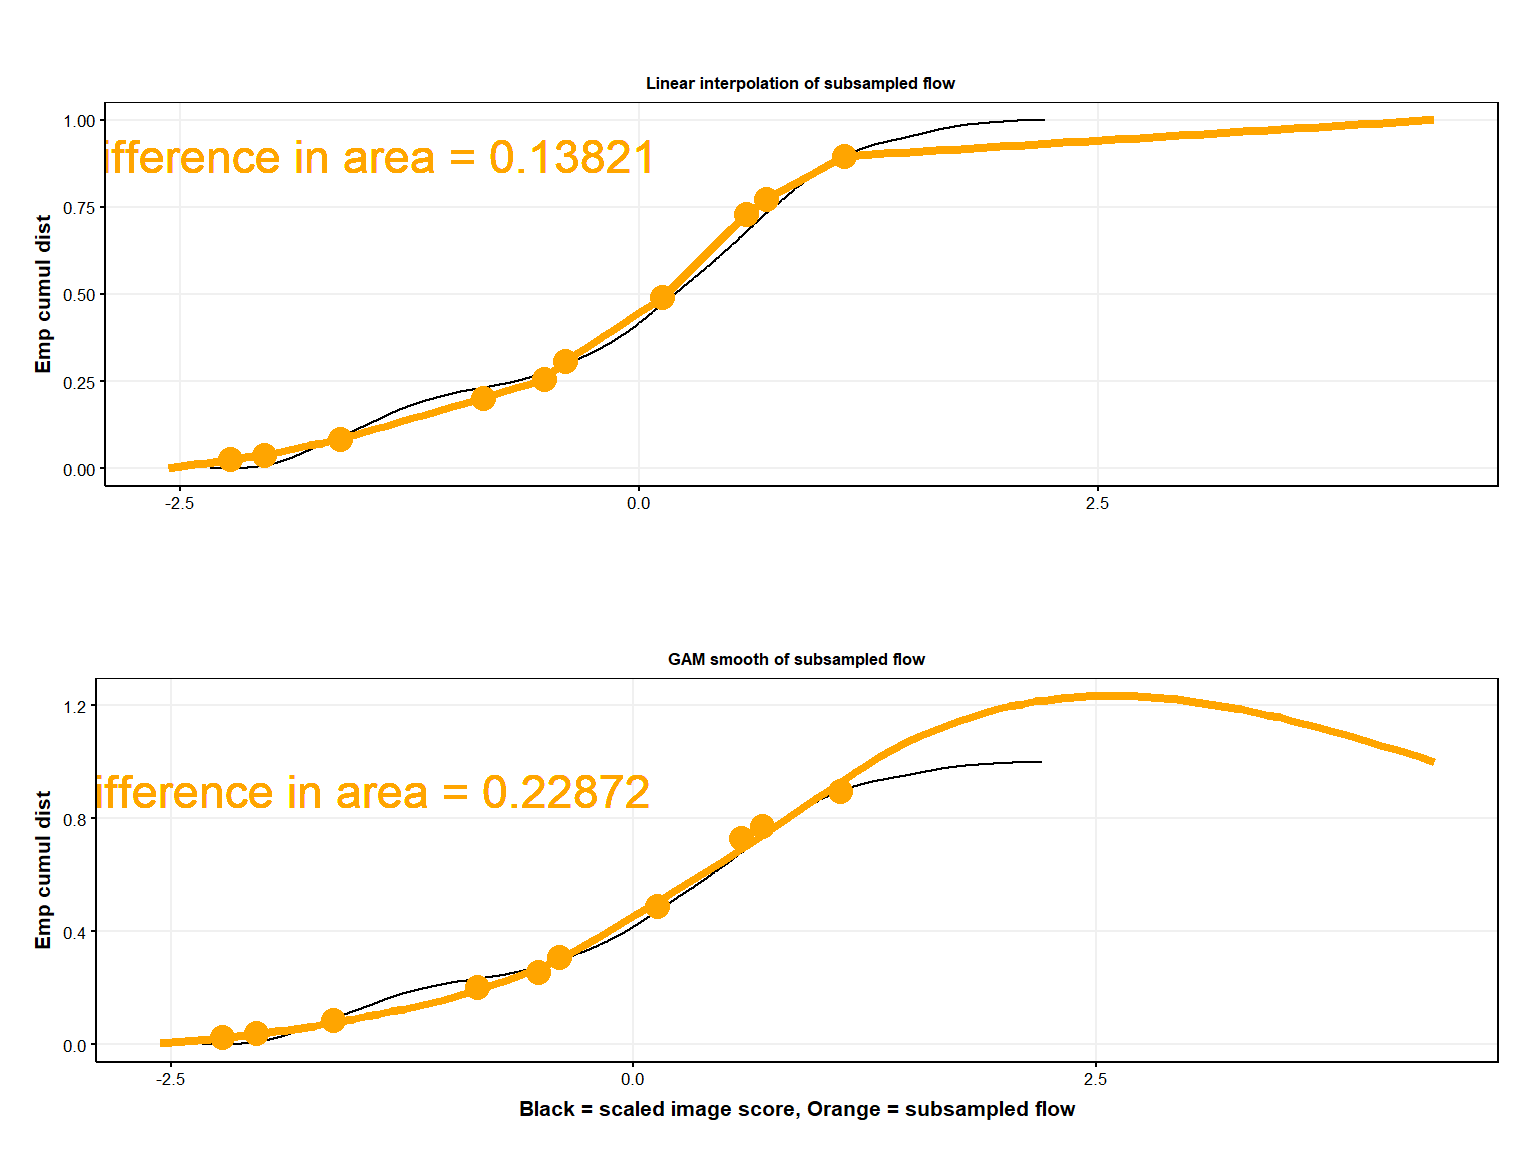 Linear interpolation of subsampled flow
ifference in area = 0.13821
Emp cumul dist
1.00
0.75
0.50
0.25
0.00
-2.5
0.0
2.5
GAM smooth of subsampled flow
ifference in area = 0.22872
Emp cumul dist
1.2
0.8
0.4
0.0
-2.5
0.0
2.5
Black = scaled image score, Orange = subsampled flow